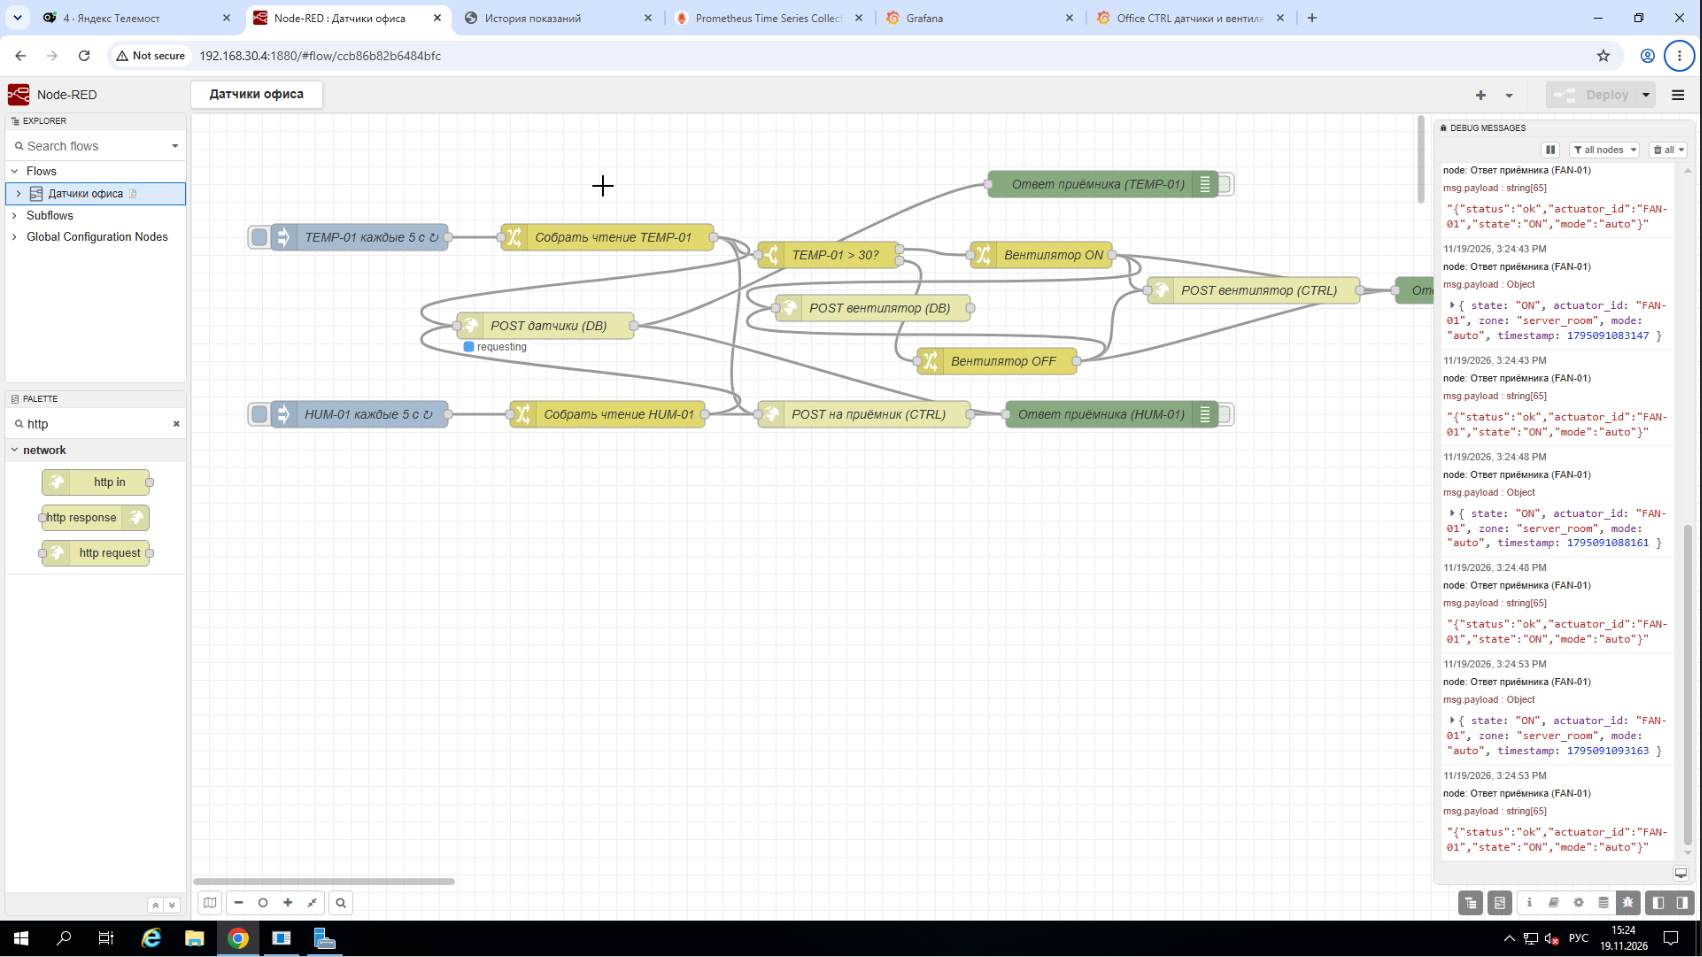 4 - Яндекс Телемост
Node-RED : Датчики офиса
История показаний
Prometheus Time Series Collect
Grafana
Office CTRL датчики и вентиля
Not secure
192.168.30.4:1880/#flow/ccb86b82b6484bfc
Node-RED
Датчики офиса
Deploy
EXPLORER
Search flows
Flows
Датчики офиса
Subflows
Global Configuration Nodes
PALETTE
http
network
http in
http response
http request
Ответ приёмника (TEMP-01)
TEMP-01 каждые 5 с ↻
Собрать чтение TEMP-01
TEMP-01 > 30?
Вентилятор ON
POST вентилятор (CTRL)
Отв
POST вентилятор (DB)
POST датчики (DB)
requesting
Вентилятор OFF
HUM-01 каждые 5 с ↻
Собрать чтение HUM-01
POST на приёмник (CTRL)
Ответ приёмника (HUM-01)
DEBUG MESSAGES
all nodes
all
node: Ответ приёмника (FAN-01)
msg.payload : string[65]
"{"status":"ok","actuator_id":"FAN-
01","state":"ON","mode":"auto"}"
11/19/2026, 3:24:43 PM
node: Ответ приёмника (FAN-01)
msg.payload : Object
{ state: "ON", actuator_id: "FAN-
01", zone: "server_room", mode:
"auto", timestamp: 1795091083147 }
11/19/2026, 3:24:43 PM
node: Ответ приёмника (FAN-01)
msg.payload : string[65]
"{"status":"ok","actuator_id":"FAN-
01","state":"ON","mode":"auto"}"
11/19/2026, 3:24:48 PM
node: Ответ приёмника (FAN-01)
msg.payload : Object
{ state: "ON", actuator_id: "FAN-
01", zone: "server_room", mode:
"auto", timestamp: 1795091088161 }
11/19/2026, 3:24:48 PM
node: Ответ приёмника (FAN-01)
msg.payload : string[65]
"{"status":"ok","actuator_id":"FAN-
01","state":"ON","mode":"auto"}"
11/19/2026, 3:24:53 PM
node: Ответ приёмника (FAN-01)
msg.payload : Object
{ state: "ON", actuator_id: "FAN-
01", zone: "server_room", mode:
"auto", timestamp: 1795091093163 }
11/19/2026, 3:24:53 PM
node: Ответ приёмника (FAN-01)
msg.payload : string[65]
"{"status":"ok","actuator_id":"FAN-
01","state":"ON","mode":"auto"}"
РУС
15:24
19.11.2026